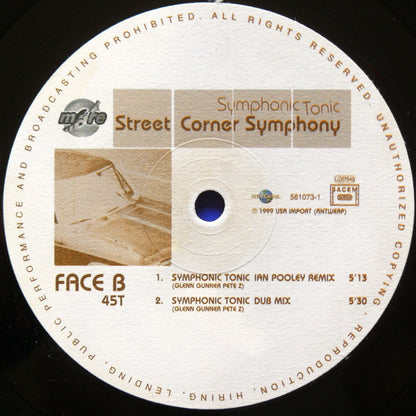 PUBLIC PERFORMANCE AND BROADCASTING PROHIBITED. ALL RIGHTS RESERVED. UNAUTHORIZED COPYING · REPRODUCTION, HIRING, LENDING,
Symphonic Tonic
Street Corner Symphony
561073-1
SACEM
℗ 1999 USA IMPORT (ANTWERP)
FACE B
45T
1. SYMPHONIC TONIC IAN POOLEY REMIX 5'13
(GLENN GUNNER PETE Z)
2. SYMPHONIC TONIC DUB MIX 5'30
(GLENN GUNNER PETE Z)